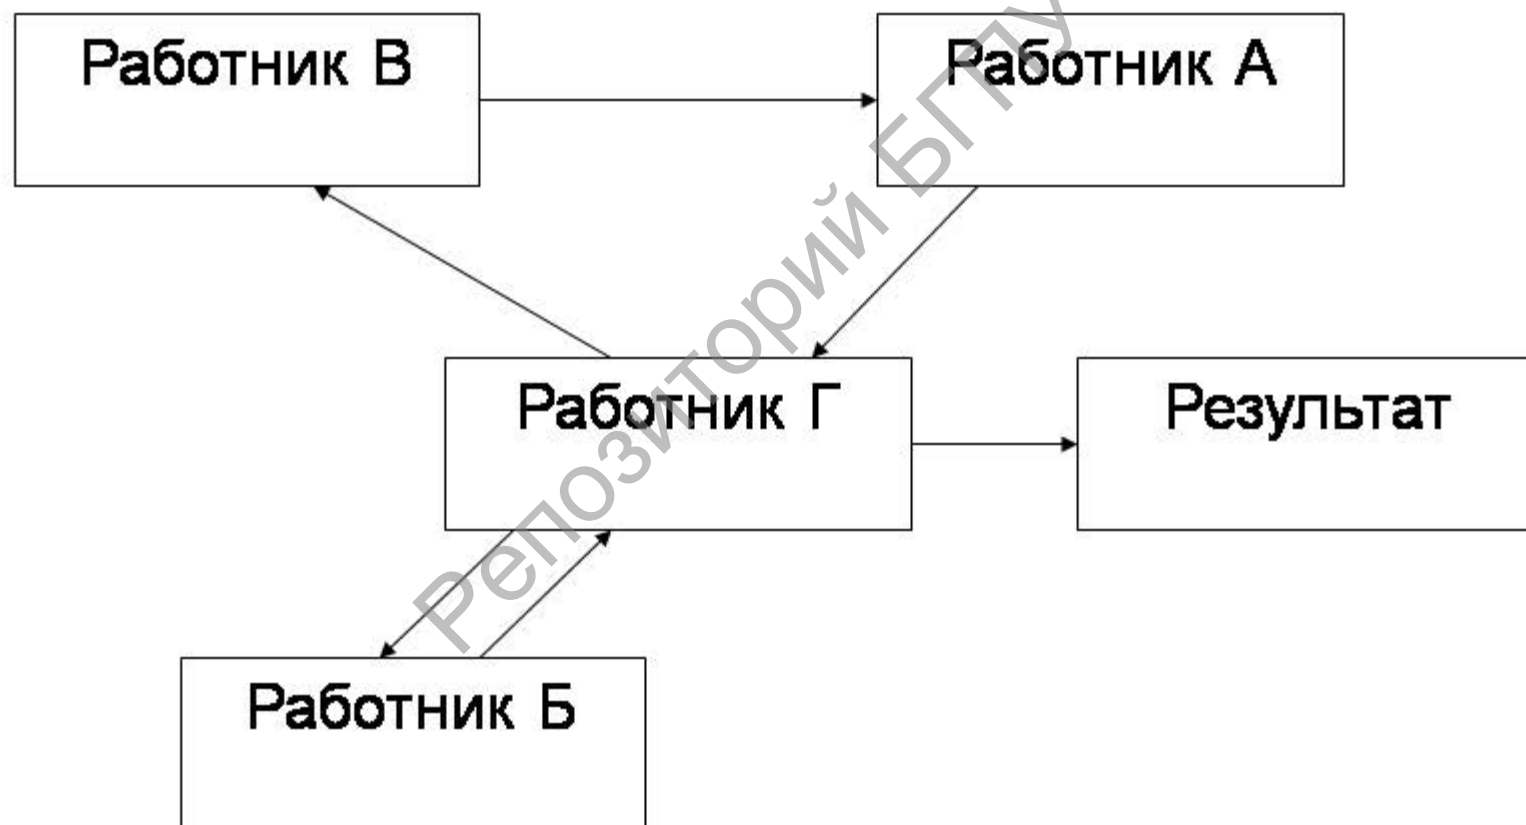 Работник В
Работник А
Работник Г
Результат
Работник Б
Репозиторий БГПУ